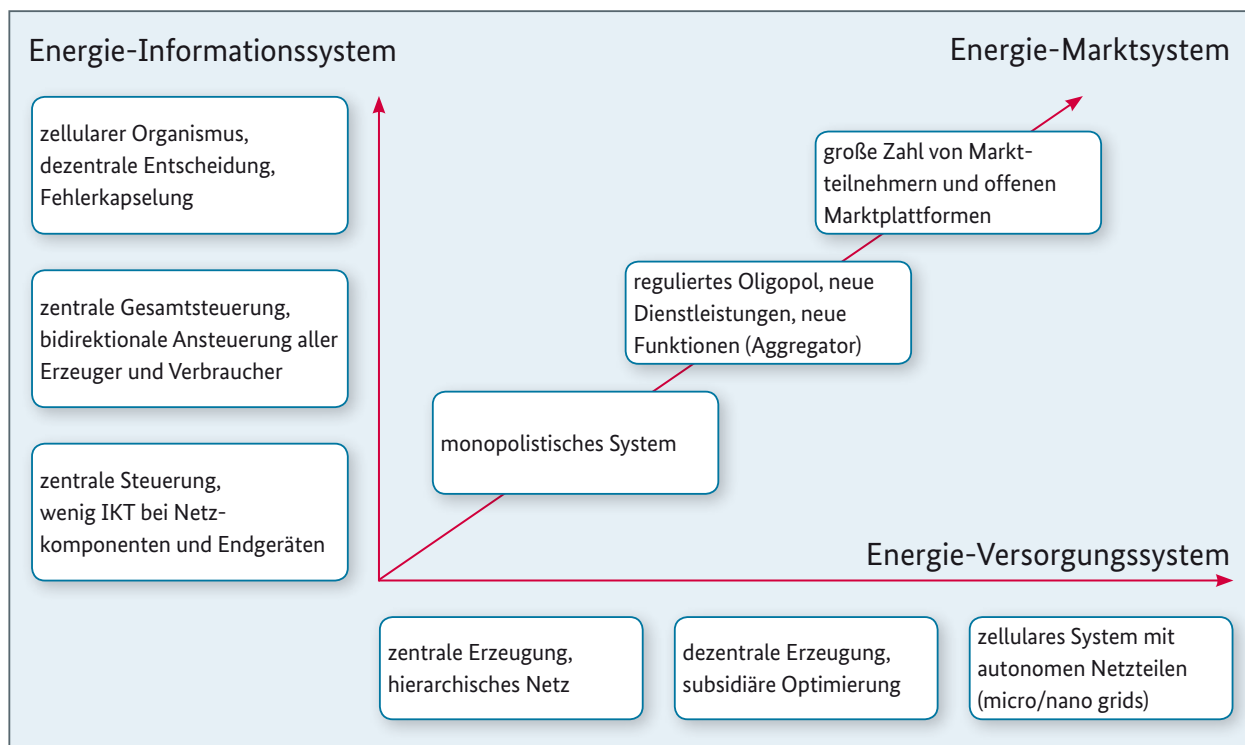 Energie-Informationssystem
Energie-Marktsystem
zellularer Organismus,
dezentrale Entscheidung,
Fehlerkapselung
große Zahl von Markt-
teilnehmern und offenen
Marktplattformen
zentrale Gesamtsteuerung,
bidirektionale Ansteuerung aller
Erzeuger und Verbraucher
reguliertes Oligopol, neue
Dienstleistungen, neue
Funktionen (Aggregator)
monopolistisches System
zentrale Steuerung,
wenig IKT bei Netz-
komponenten und Endgeräten
Energie-Versorgungssystem
zentrale Erzeugung,
hierarchisches Netz
dezentrale Erzeugung,
subsidiäre Optimierung
zellulares System mit
autonomen Netzteilen
(micro/nano grids)